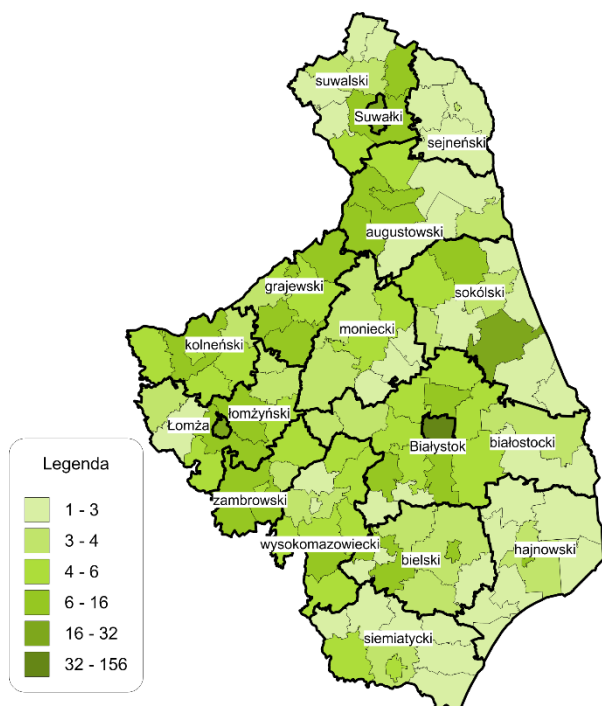 suwalski
Suwałki
sejneński
augustowski
grajewski
sokólski
moniecki
kolneński
łomżyński
Łomża
Białystok
białostocki
Legenda
zambrowski
1 - 3
wysokomazowiecki
bielski
hajnowski
3 - 4
4 - 6
6 - 16
siemiatycki
16 - 32
32 - 156